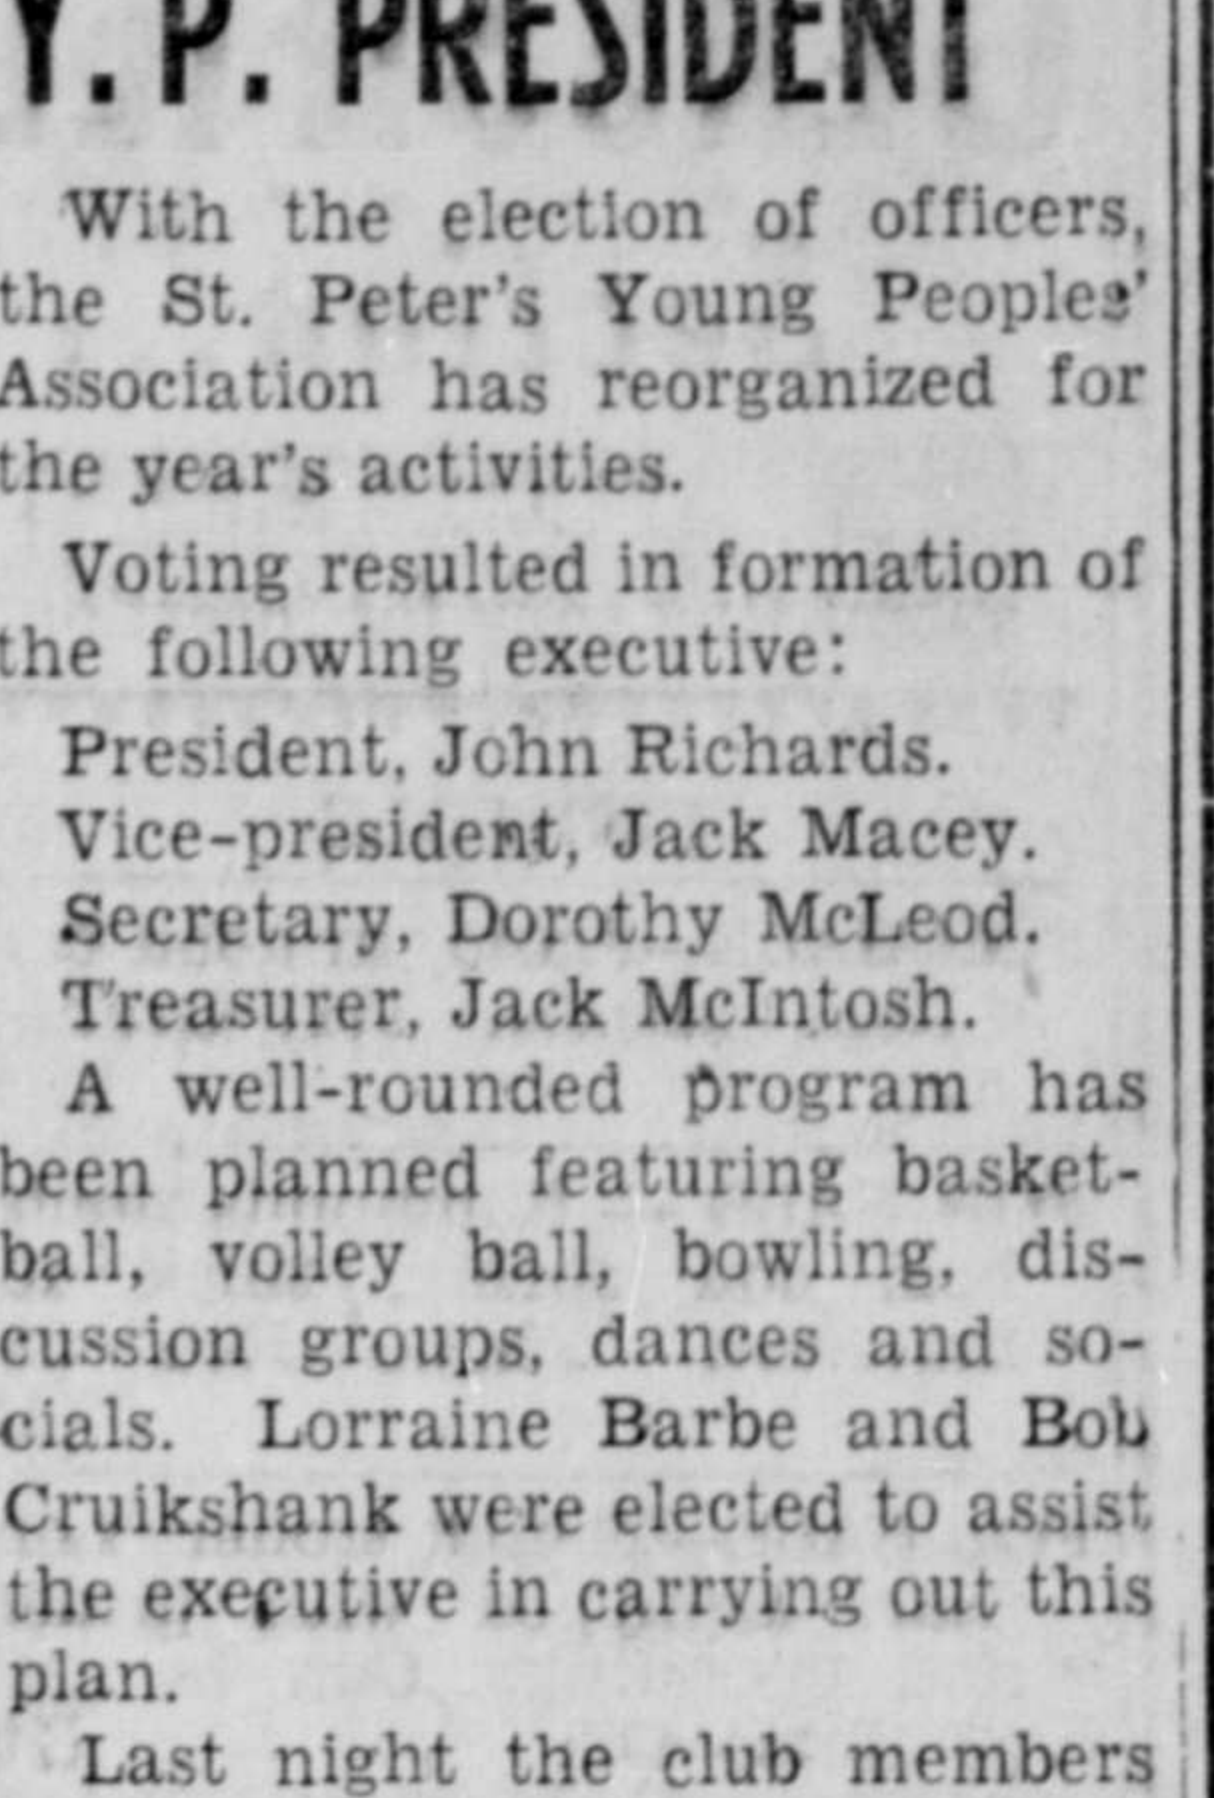 Y. P. PRESIDENT
With the election of officers,
the St. Peter's Young Peoples'
Association has reorganized for
the year's activities.
Voting resulted in formation of
the following executive:
President, John Richards.
Vice-president, Jack Macey.
Secretary, Dorothy McLeod.
Treasurer, Jack McIntosh.
A well-rounded program has
been planned featuring basket-
ball, volley ball, bowling, dis-
cussion groups, dances and so-
cials. Lorraine Barbe and Bob
Cruikshank were elected to assist
the executive in carrying out this
plan.
Last night the club members